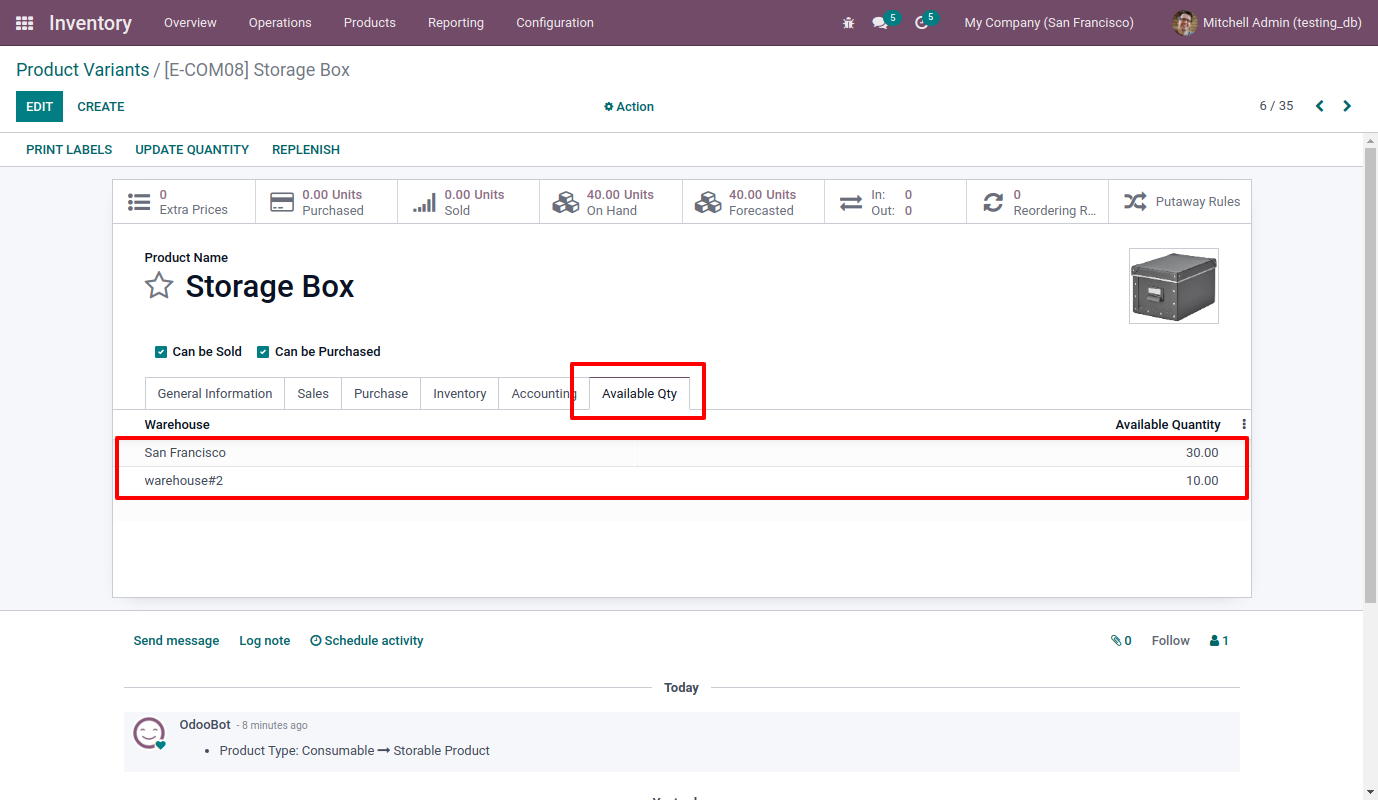 Inventory Overview Operations Products Reporting Configuration 5 5 My Company (San Francisco) Mitchell Admin (testing_db)
Product Variants / [E-COM08] Storage Box
EDIT CREATE Action 6 / 35
PRINT LABELS UPDATE QUANTITY REPLENISH
0 0.00 Units 0.00 Units 40.00 Units 40.00 Units In: 0 0
Extra Prices Purchased Sold On Hand Forecasted Out: 0 Reordering R... Putaway Rules
Product Name
Storage Box
Can be Sold Can be Purchased
General Information Sales Purchase Inventory Accounting Available Qty
Warehouse Available Quantity
San Francisco 30.00
warehouse#2 10.00
Send message Log note Schedule activity 0 Follow 1
Today
OdooBot - 8 minutes ago
• Product Type: Consumable → Storable Product